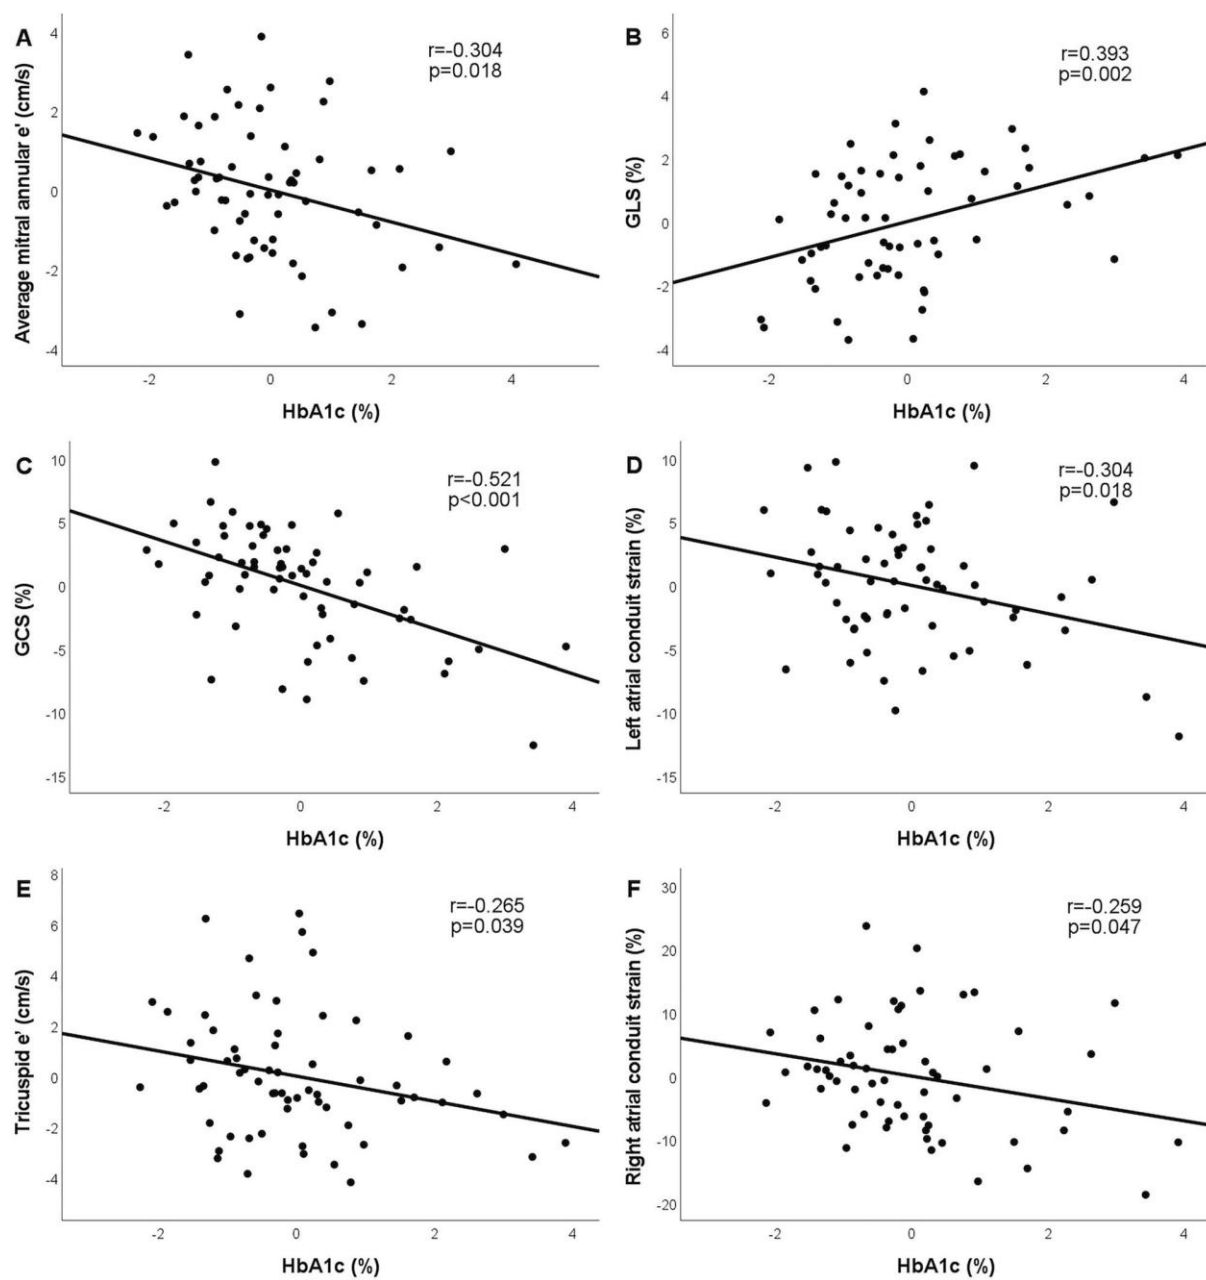 A
r=-0.304
p=0.018
Average mitral annular e' (cm/s)
4
2
0
-2
-4
-2 0 2 4
HbA1c (%)
B
r=0.393
p=0.002
GLS (%)
6
4
2
0
-2
-4
-2 0 2 4
HbA1c (%)
C
r=-0.521
p<0.001
GCS (%)
10
5
0
-5
-10
-15
-2 0 2 4
HbA1c (%)
D
r=-0.304
p=0.018
Left atrial conduit strain (%)
10
5
0
-5
-10
-15
-2 0 2 4
HbA1c (%)
E
r=-0.265
p=0.039
Tricuspid e' (cm/s)
8
6
4
2
0
-2
-4
-2 0 2 4
HbA1c (%)
F
r=-0.259
p=0.047
Right atrial conduit strain (%)
30
20
10
0
-10
-20
-2 0 2 4
HbA1c (%)